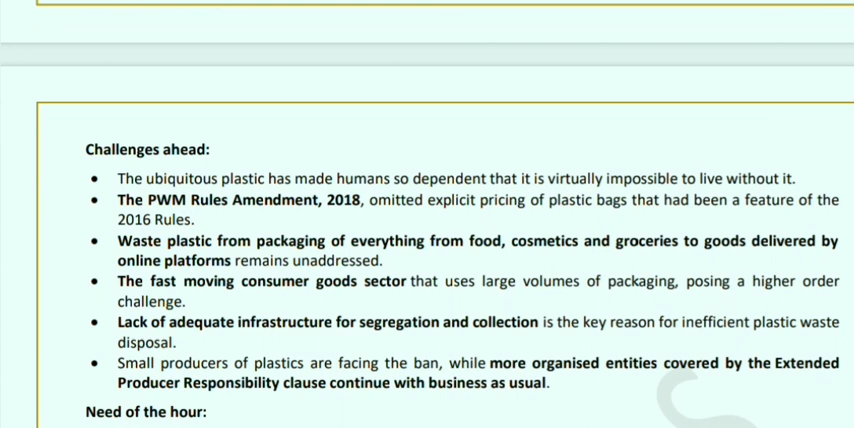 Challenges ahead:
• The ubiquitous plastic has made humans so dependent that it is virtually impossible to live without it.
• The PWM Rules Amendment, 2018, omitted explicit pricing of plastic bags that had been a feature of the
2016 Rules.
• Waste plastic from packaging of everything from food, cosmetics and groceries to goods delivered by
online platforms remains unaddressed.
• The fast moving consumer goods sector that uses large volumes of packaging, posing a higher order
challenge.
• Lack of adequate infrastructure for segregation and collection is the key reason for inefficient plastic waste
disposal.
• Small producers of plastics are facing the ban, while more organised entities covered by the Extended
Producer Responsibility clause continue with business as usual.
Need of the hour: